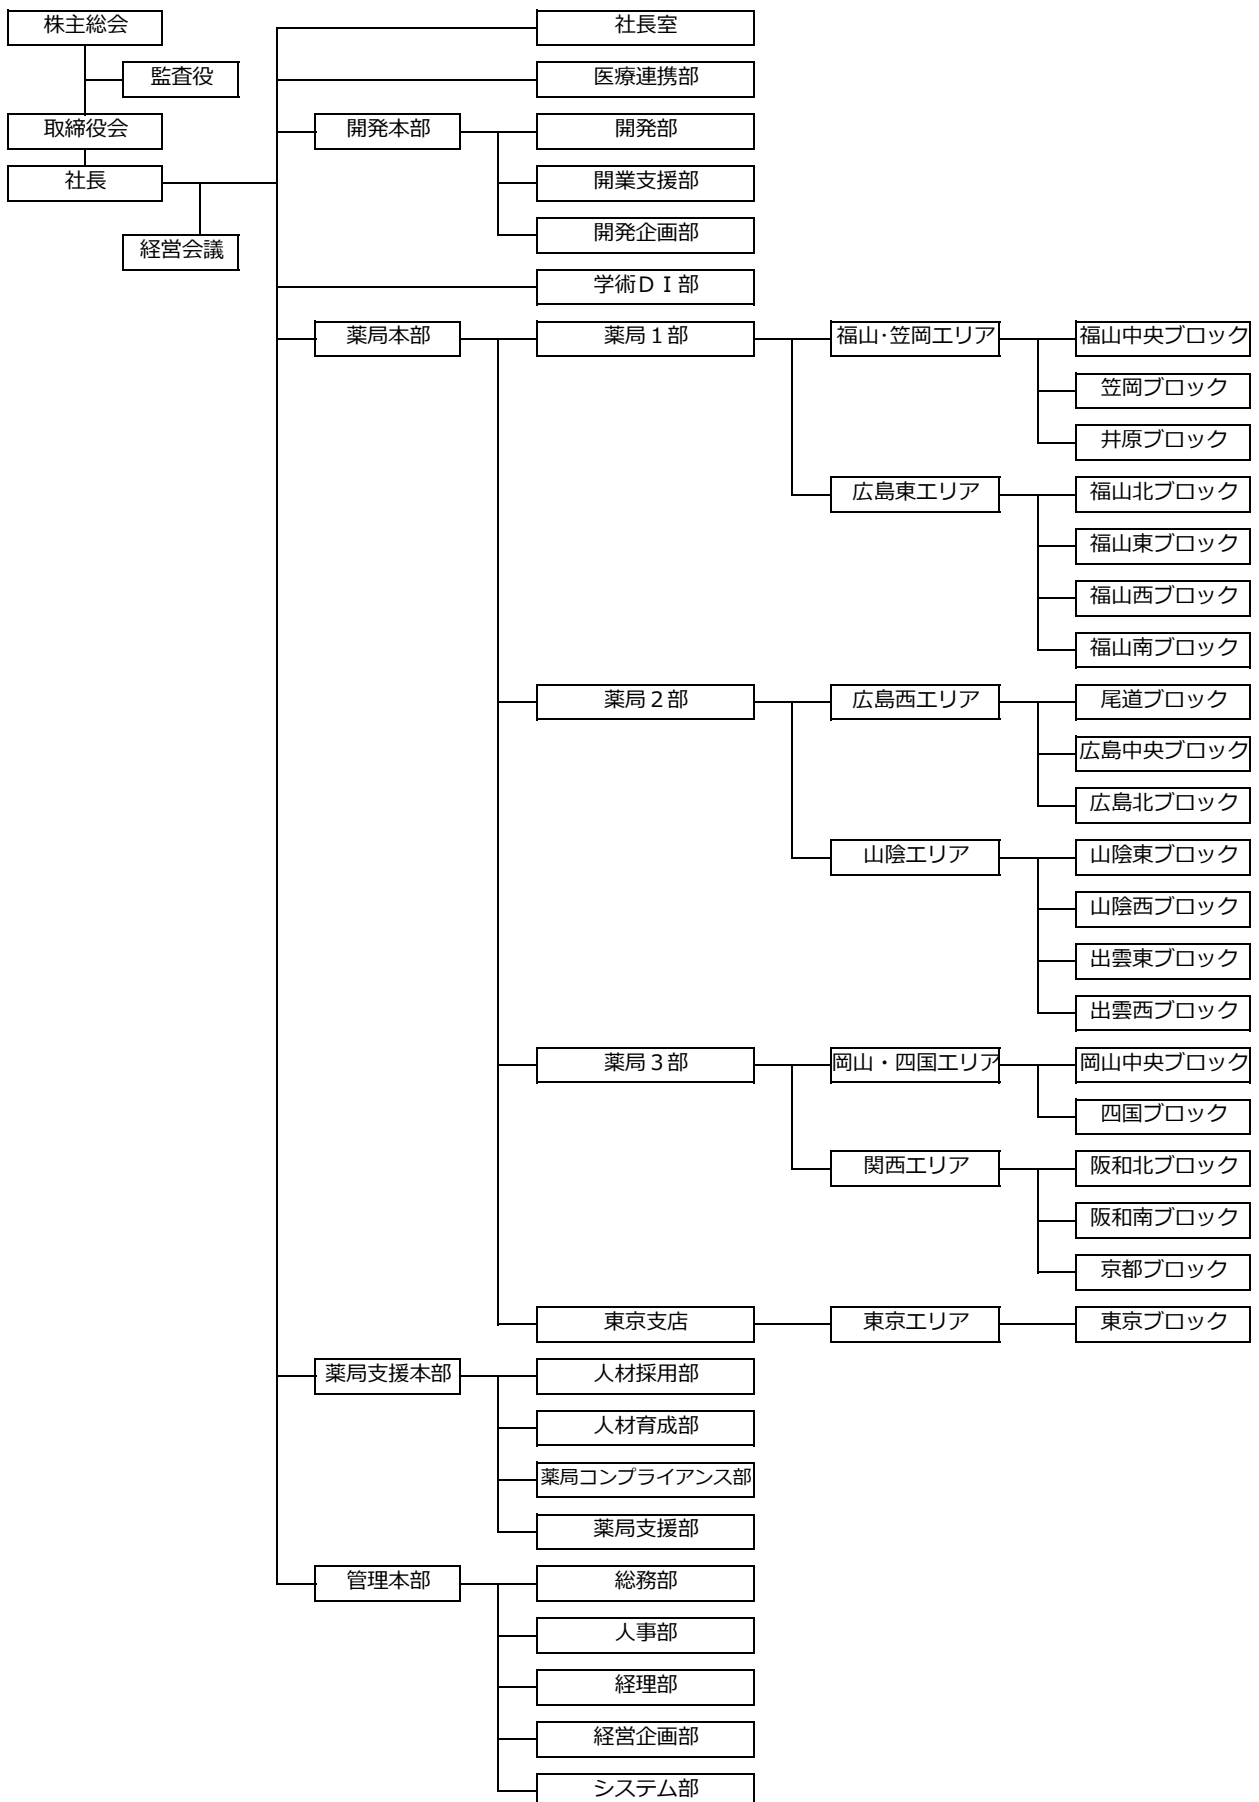 株主総会
社長室
監査役
医療連携部
取締役会
開発本部
開発部
社長
開業支援部
経営会議
開発企画部
学術ＤＩ部
薬局本部
薬局１部
福山･笠岡エリア
福山中央ブロック
笠岡ブロック
井原ブロック
広島東エリア
福山北ブロック
福山東ブロック
福山西ブロック
福山南ブロック
薬局２部
広島西エリア
尾道ブロック
広島中央ブロック
広島北ブロック
山陰エリア
山陰東ブロック
山陰西ブロック
出雲東ブロック
出雲西ブロック
薬局３部
岡山・四国エリア
岡山中央ブロック
四国ブロック
関西エリア
阪和北ブロック
阪和南ブロック
京都ブロック
東京支店
東京エリア
東京ブロック
薬局支援本部
人材採用部
人材育成部
薬局コンプライアンス部
薬局支援部
管理本部
総務部
人事部
経理部
経営企画部
システム部